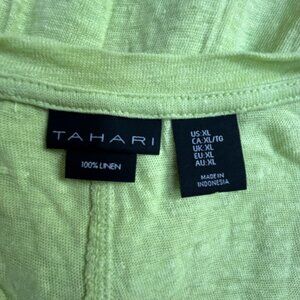 TAHARI
100% LINEN
US:XL
CA:XL/TG
UK:XL
EU:XL
AU:XL
MADE IN
INDONESIA